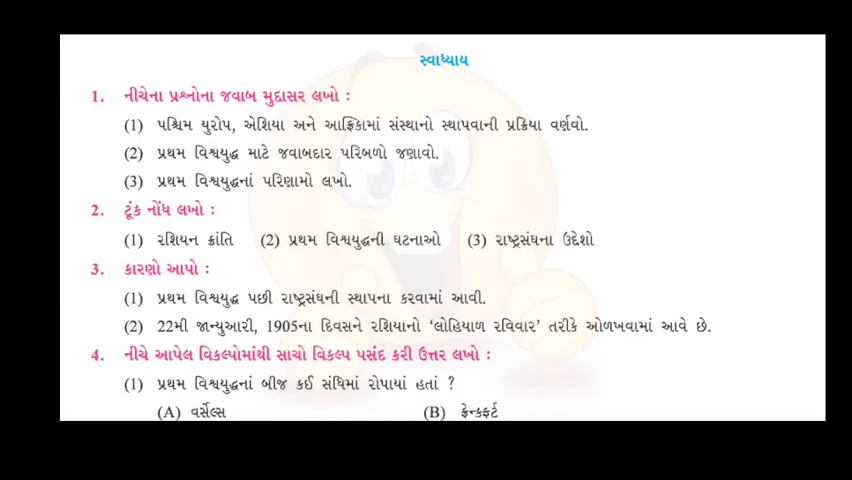 સ્વાધ્યાય
1. નીચેના પ્રશ્નોના જવાબ મુદ્દાસર લખો :
(1) પશ્ચિમ યુરોપ, એશિયા અને આફ્રિકામાં સંસ્થાનો સ્થાપવાની પ્રક્રિયા વર્ણવો.
(2) પ્રથમ વિશ્વયુદ્ધ માટે જવાબદાર પરિબળો જણાવો.
(3) પ્રથમ વિશ્વયુદ્ધનાં પરિણામો લખો.
2. ટૂંક નોંધ લખો :
(1) રશિયન ક્રાંતિ (2) પ્રથમ વિશ્વયુદ્ધની ઘટનાઓ (3) રાષ્ટ્રસંઘના ઉદેશો
3. કારણો આપો :
(1) પ્રથમ વિશ્વયુદ્ધ પછી રાષ્ટ્રસંઘની સ્થાપના કરવામાં આવી.
(2) 22મી જાન્યુઆરી, 1905ના દિવસને રશિયાનો ‘લોહિયાળ રવિવાર’ તરીકે ઓળખવામાં આવે છે.
4. નીચે આપેલ વિકલ્પોમાંથી સાચો વિકલ્પ પસંદ કરી ઉત્તર લખો :
(1) પ્રથમ વિશ્વયુદ્ધનાં બીજ કઈ સંધિમાં રોપાયાં હતાં ?
(A) વર્સેલ્સ (B) ફ્રેન્કફર્ટ